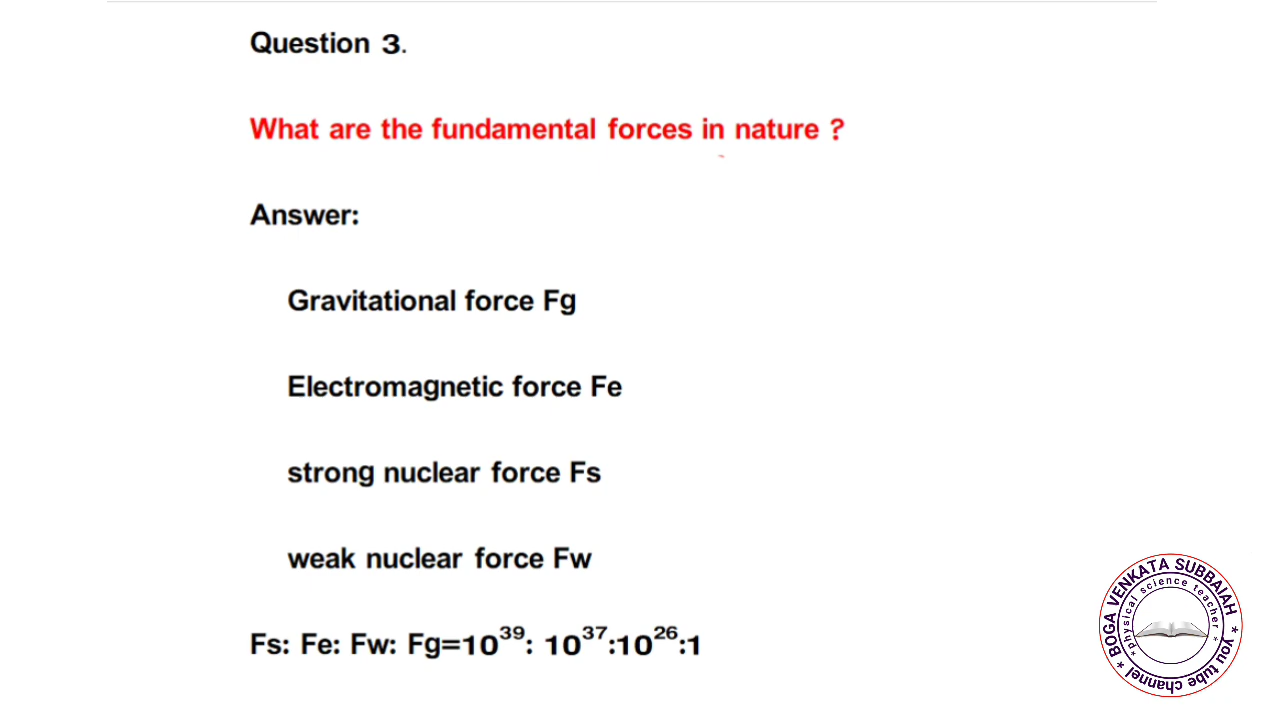 Question 3.
What are the fundamental forces in nature ?
Answer:
Gravitational force Fg
Electromagnetic force Fe
strong nuclear force Fs
weak nuclear force Fw
Fs: Fe: Fw: Fg=10³⁹: 10³⁷:10²⁶:1
BOGA VENKATA SUBBAIAH * you tube channel *
* physical science teacher *